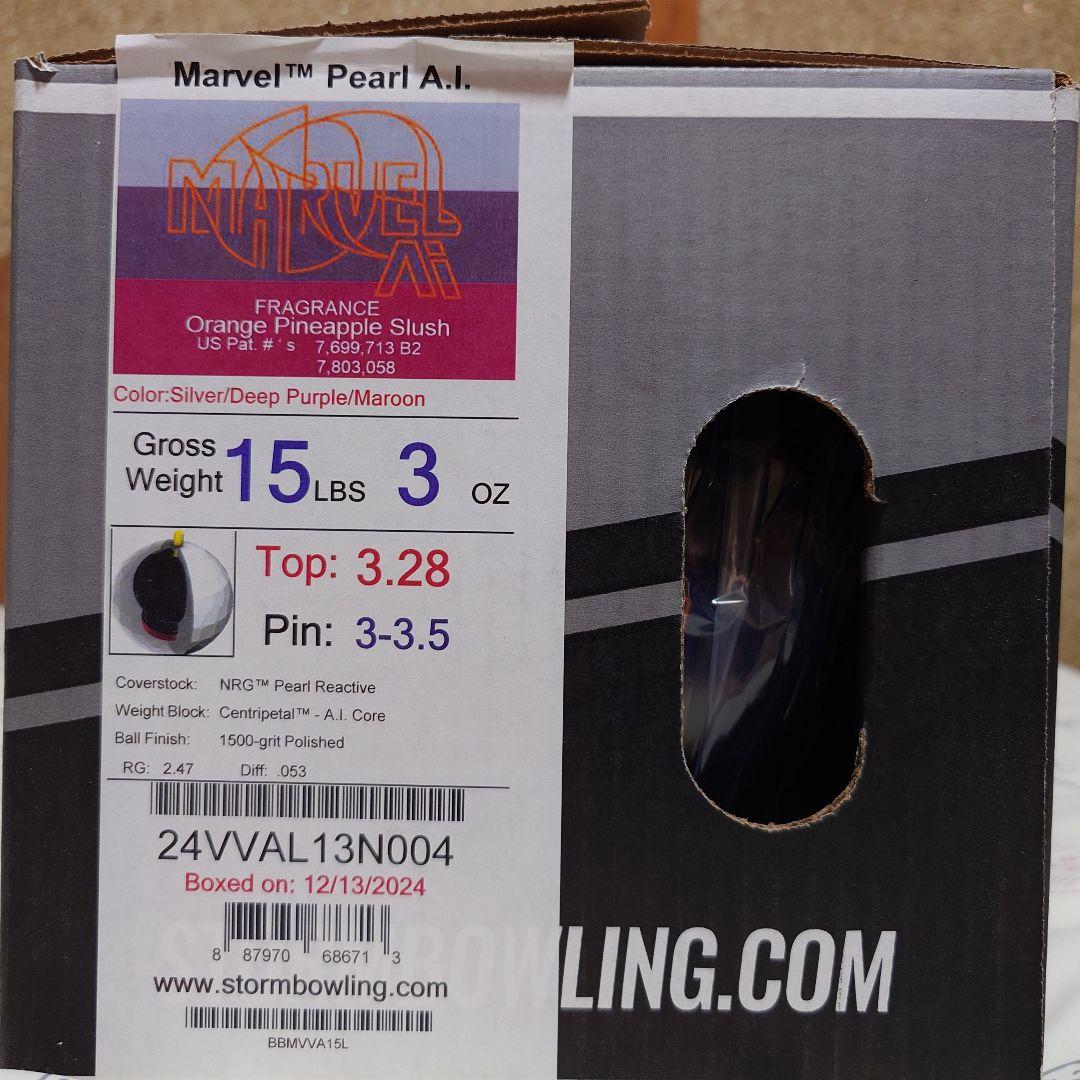 Marvel™ Pearl A.I.
MARVEL
Ai
FRAGRANCE
Orange Pineapple Slush
US Pat. # ' s 7,699,713 B2
7,803,058
Color:Silver/Deep Purple/Maroon
Gross Weight 15 LBS 3 OZ
Top: 3.28
Pin: 3-3.5
Coverstock: NRG™ Pearl Reactive
Weight Block: Centripetal™ - A.I. Core
Ball Finish: 1500-grit Polished
RG: 2.47 Diff: .053
24VVAL13N004
Boxed on: 12/13/2024
8 87970 68671 3
STORMBOWLING.COM
www.stormbowling.com
BBMVVA15L